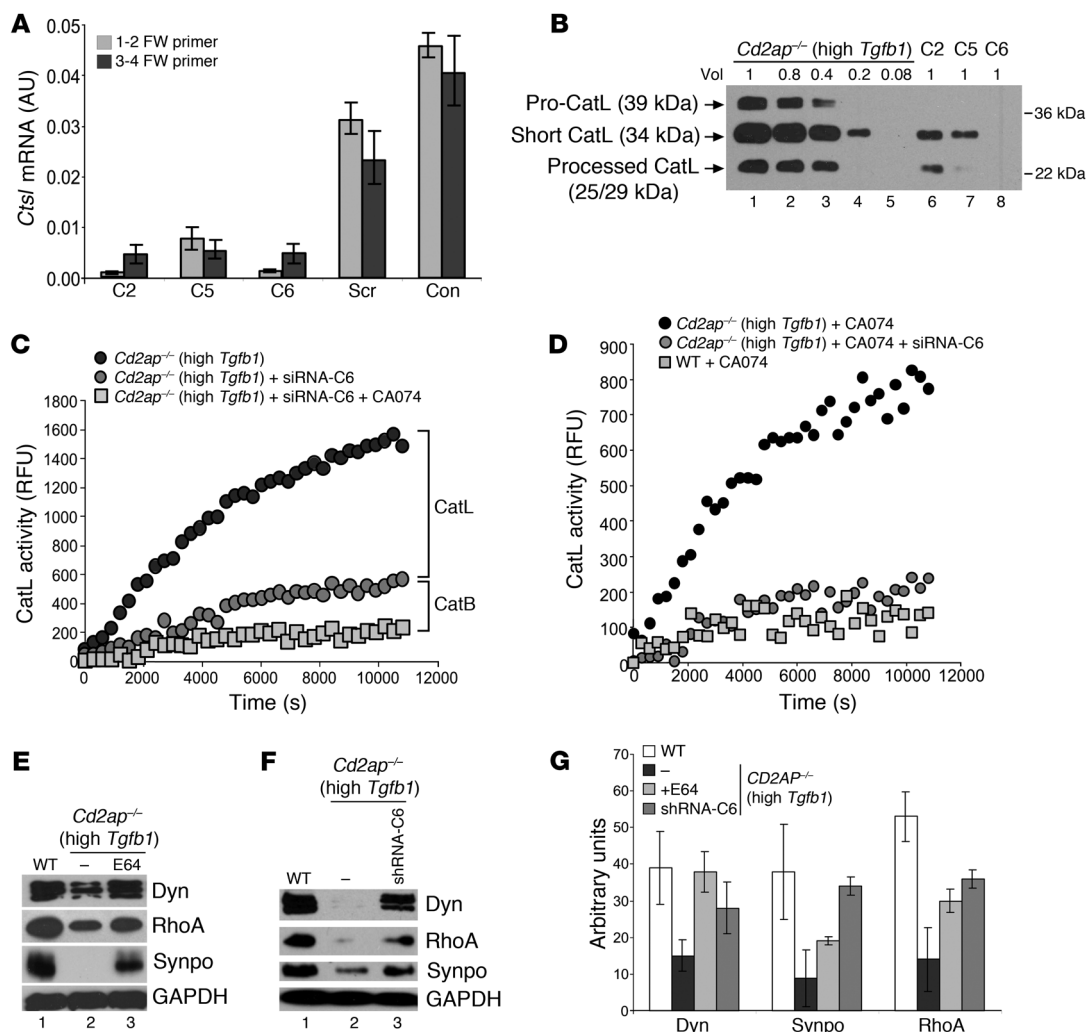 A
Ctsl mRNA (AU)
0.05
0.04
0.03
0.02
0.01
0.00
1-2 FW primer
3-4 FW primer
C2 C5 C6 Scr Con
B
Cd2ap–/– (high Tgfb1) C2 C5 C6
Vol 1 0.8 0.4 0.2 0.08 1 1 1
Pro-CatL (39 kDa)
Short CatL (34 kDa)
Processed CatL
(25/29 kDa)
–36 kDa
–22 kDa
1 2 3 4 5 6 7 8
C
Cd2ap–/– (high Tgfb1)
Cd2ap–/– (high Tgfb1) + siRNA-C6
Cd2ap–/– (high Tgfb1) + siRNA-C6 + CA074
CatL activity (RFU)
1800
1600
1400
1200
1000
800
600
400
200
0
CatL
CatB
0 2000 4000 6000 8000 10000 12000
Time (s)
D
Cd2ap–/– (high Tgfb1) + CA074
Cd2ap–/– (high Tgfb1) + CA074 + siRNA-C6
WT + CA074
CatL activity (RFU)
900
800
700
600
500
400
300
200
100
0
0 2000 4000 6000 8000 10000 12000
Time (s)
E
Cd2ap–/–
(high Tgfb1)
WT – E64
Dyn
RhoA
Synpo
GAPDH
1 2 3
F
Cd2ap–/–
(high Tgfb1)
WT – shRNA-C6
Dyn
RhoA
Synpo
GAPDH
1 2 3
G
Arbitrary units
70
60
50
40
30
20
10
0
WT
–
+E64
shRNA-C6
CD2AP–/–
(high Tgfb1)
Dyn Synpo RhoA